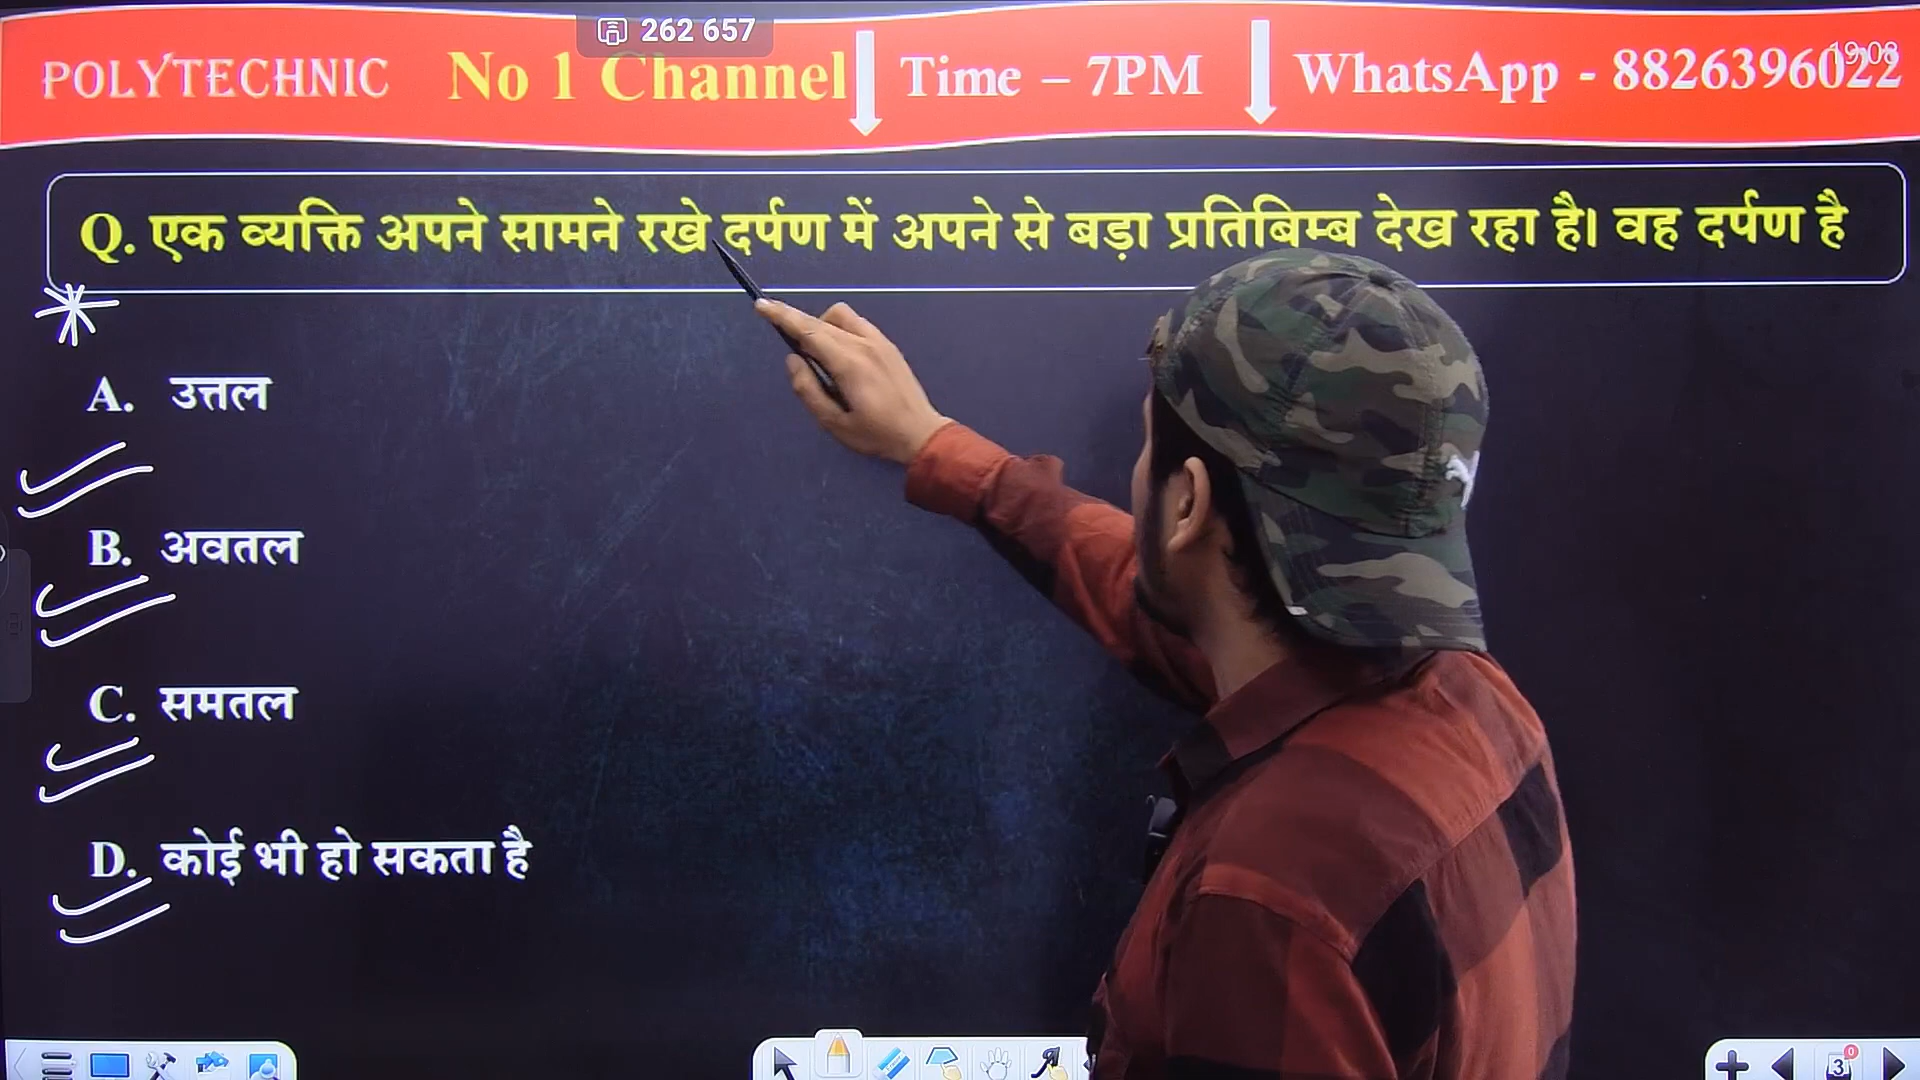 262 657
POLYTECHNIC No 1 Channel Time – 7PM WhatsApp - 8826396022
19:08
Q. एक व्यक्ति अपने सामने रखे दर्पण में अपने से बड़ा प्रतिबिम्ब देख रहा है। वह दर्पण है
A. उत्तल
B. अवतल
C. समतल
D. कोई भी हो सकता है
3
0